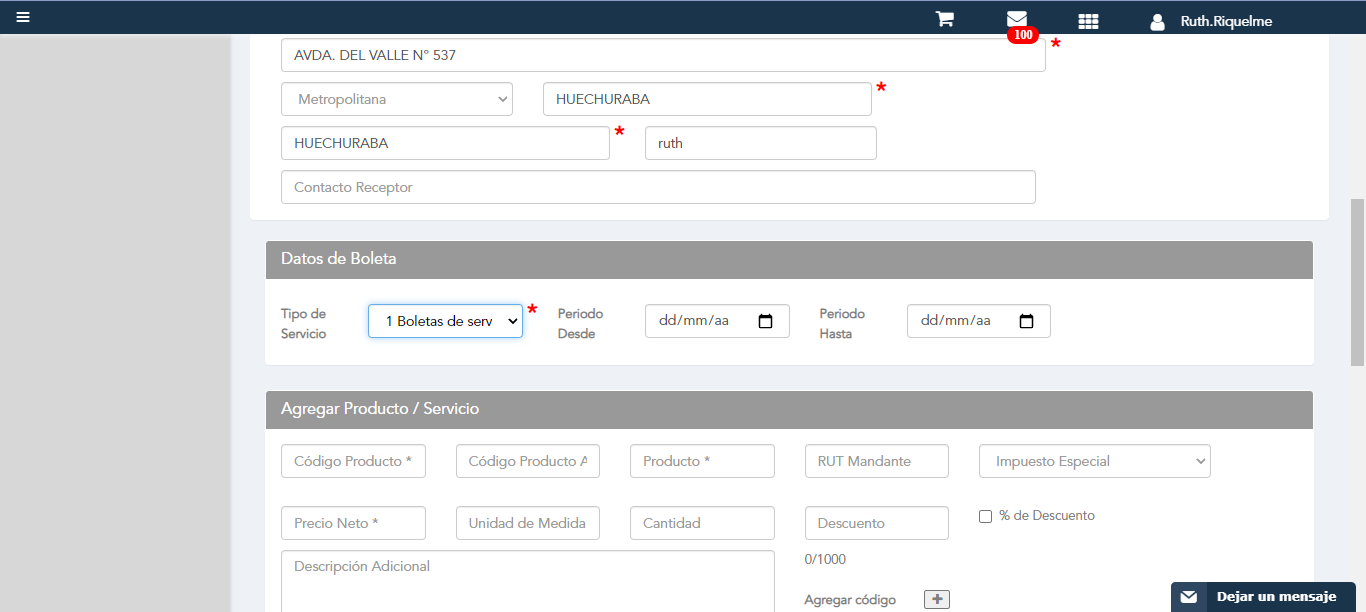 Ruth.Riquelme
100
AVDA. DEL VALLE N° 537 *
Metropolitana HUECHURABA *
HUECHURABA * ruth
Contacto Receptor
Datos de Boleta
Tipo de Servicio 1 Boletas de serv * Periodo Desde dd/mm/aa Periodo Hasta dd/mm/aa
Agregar Producto / Servicio
Código Producto * Código Producto A Producto * RUT Mandante Impuesto Especial
Precio Neto * Unidad de Medida Cantidad Descuento % de Descuento
Descripción Adicional
0/1000
Agregar código +
Dejar un mensaje